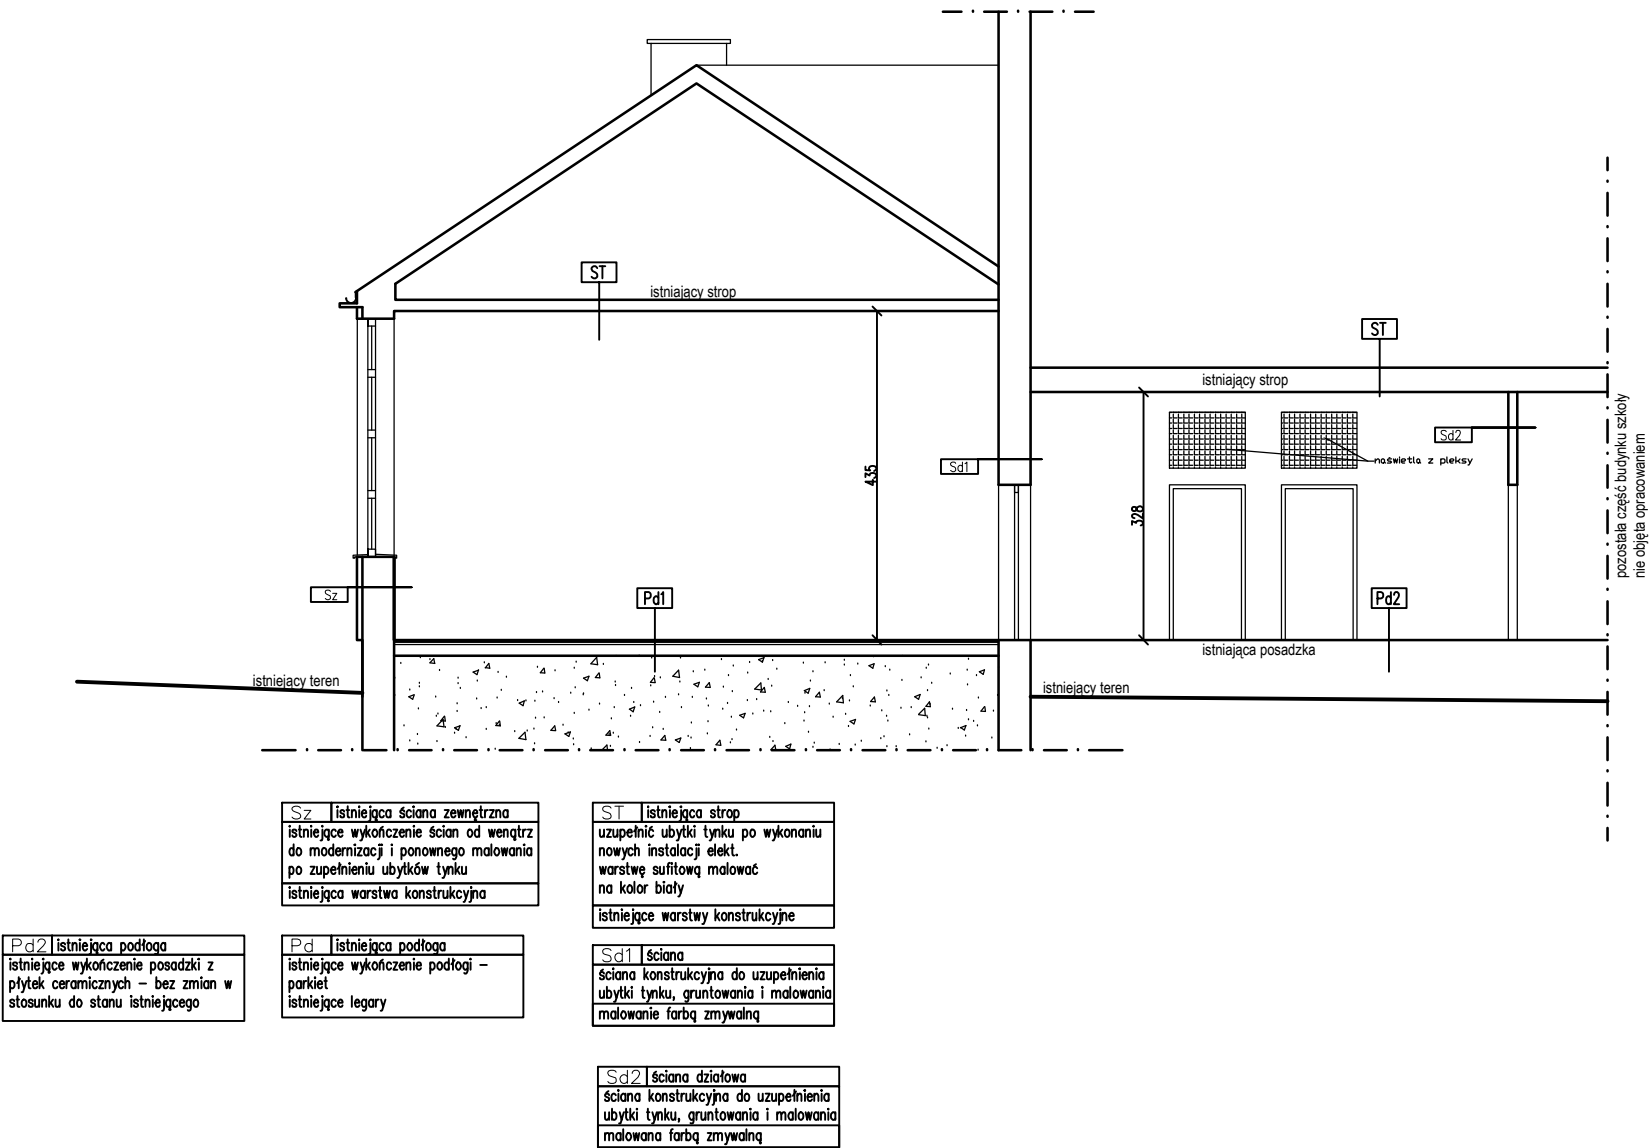 ST
istniający strop
ST
istniający strop
Sd2
naświetla z pleksy
Sd1
435
328
pozostała część budynku szkoły
nie objęta opracowaniem
Sz
Pd1
Pd2
istniająca posadzka
istniejący teren
istniejący teren
Sz istniejąca ściana zewnętrzna
istniejące wykończenie ścian od wenątrz
do modernizacji i ponownego malowania
po zupełnieniu ubytków tynku
istniejąca warstwa konstrukcyjna
ST istniejąca strop
uzupełnić ubytki tynku po wykonaniu
nowych instalacji elekt.
warstwę sufitową malować
na kolor biały
istniejące warstwy konstrukcyjne
Pd2 istniejąca podłoga
istniejące wykończenie posadzki z
płytek ceramicznych – bez zmian w
stosunku do stanu istniejącego
Pd istniejąca podłoga
istniejące wykończenie podłogi –
parkiet
istniejące legary
Sd1 ściana
ściana konstrukcyjna do uzupełnienia
ubytki tynku, gruntowania i malowania
malowanie farbą zmywalną
Sd2 ściana działowa
ściana konstrukcyjna do uzupełnienia
ubytki tynku, gruntowania i malowania
malowana farbą zmywalną